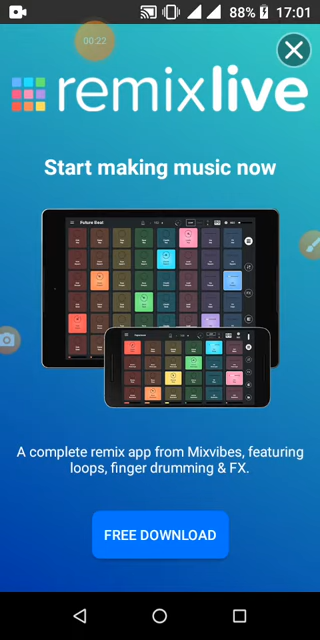 88% 17:01
00:22
remixlive
Start making music now
Future Beat
A complete remix app from Mixvibes, featuring
loops, finger drumming & FX.
FREE DOWNLOAD